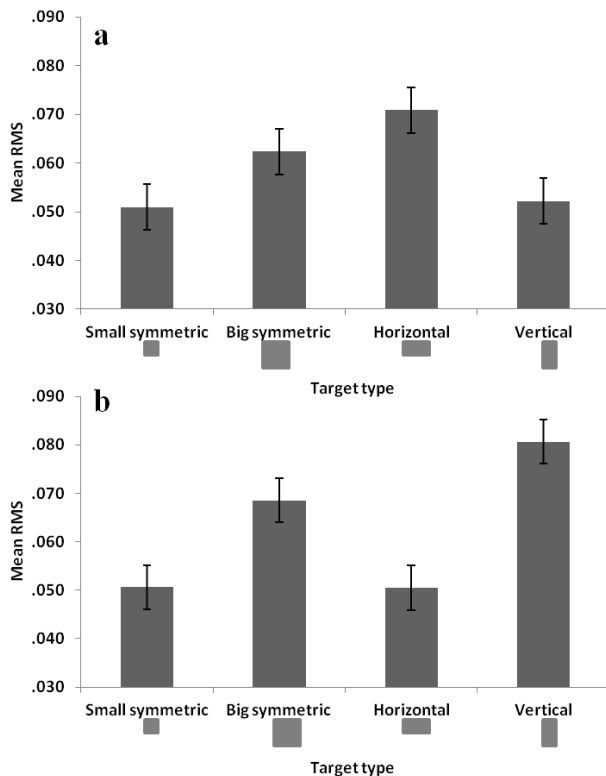 a
Mean RMS
.090
.080
.070
.060
.050
.040
.030
Small symmetric Big symmetric Horizontal Vertical
Target type
b
Mean RMS
.090
.080
.070
.060
.050
.040
.030
Small symmetric Big symmetric Horizontal Vertical
Target type